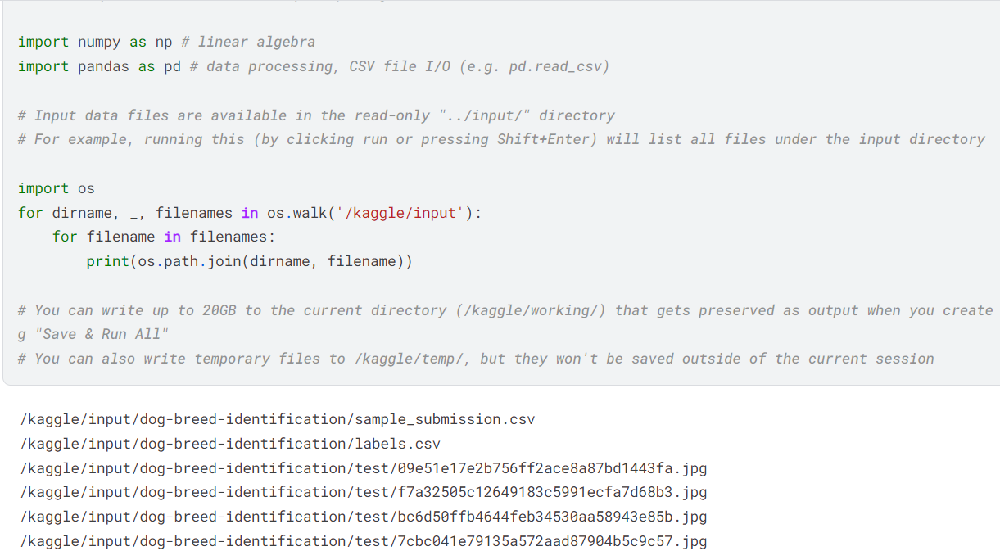 import numpy as np # linear algebra
import pandas as pd # data processing, CSV file I/O (e.g. pd.read_csv)
# Input data files are available in the read-only "../input/" directory
# For example, running this (by clicking run or pressing Shift+Enter) will list all files under the input directory
import os
for dirname, _, filenames in os.walk('/kaggle/input'):
    for filename in filenames:
        print(os.path.join(dirname, filename))
# You can write up to 20GB to the current directory (/kaggle/working/) that gets preserved as output when you create
g "Save & Run All"
# You can also write temporary files to /kaggle/temp/, but they won't be saved outside of the current session
/kaggle/input/dog-breed-identification/sample_submission.csv
/kaggle/input/dog-breed-identification/labels.csv
/kaggle/input/dog-breed-identification/test/09e51e17e2b756ff2ace8a87bd1443fa.jpg
/kaggle/input/dog-breed-identification/test/f7a32505c12649183c5991ecfa7d68b3.jpg
/kaggle/input/dog-breed-identification/test/bc6d50ffb4644feb34530aa58943e85b.jpg
/kaggle/input/dog-breed-identification/test/7cbc041e79135a572aad87904b5c9c57.jpg